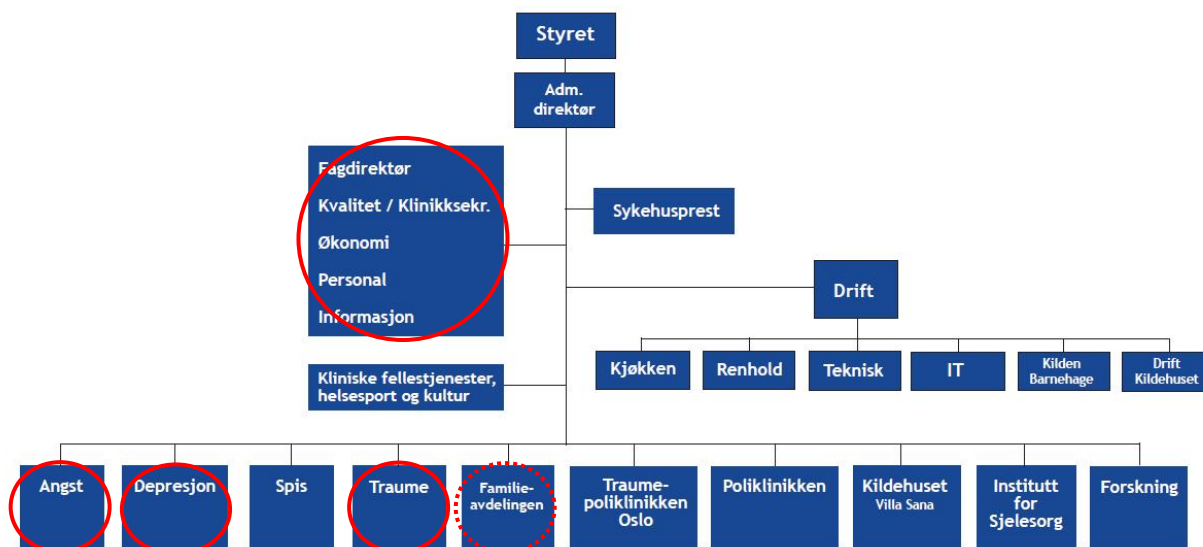 Styret
Adm.
direktør
Fagdirektør
Kvalitet / Klinikksekr.
Økonomi
Personal
Informasjon
Sykehusprest
Drift
Kjøkken
Renhold
Teknisk
IT
Kilden
Barnehage
Drift
Kildehuset
Kliniske fellestjenester,
helsesport og kultur
Angst
Depresjon
Spis
Traume
Familie-
avdelingen
Traume-
poliklinikken
Oslo
Poliklinikken
Kildehuset
Villa Sana
Institutt
for
Sjelesorg
Forskning